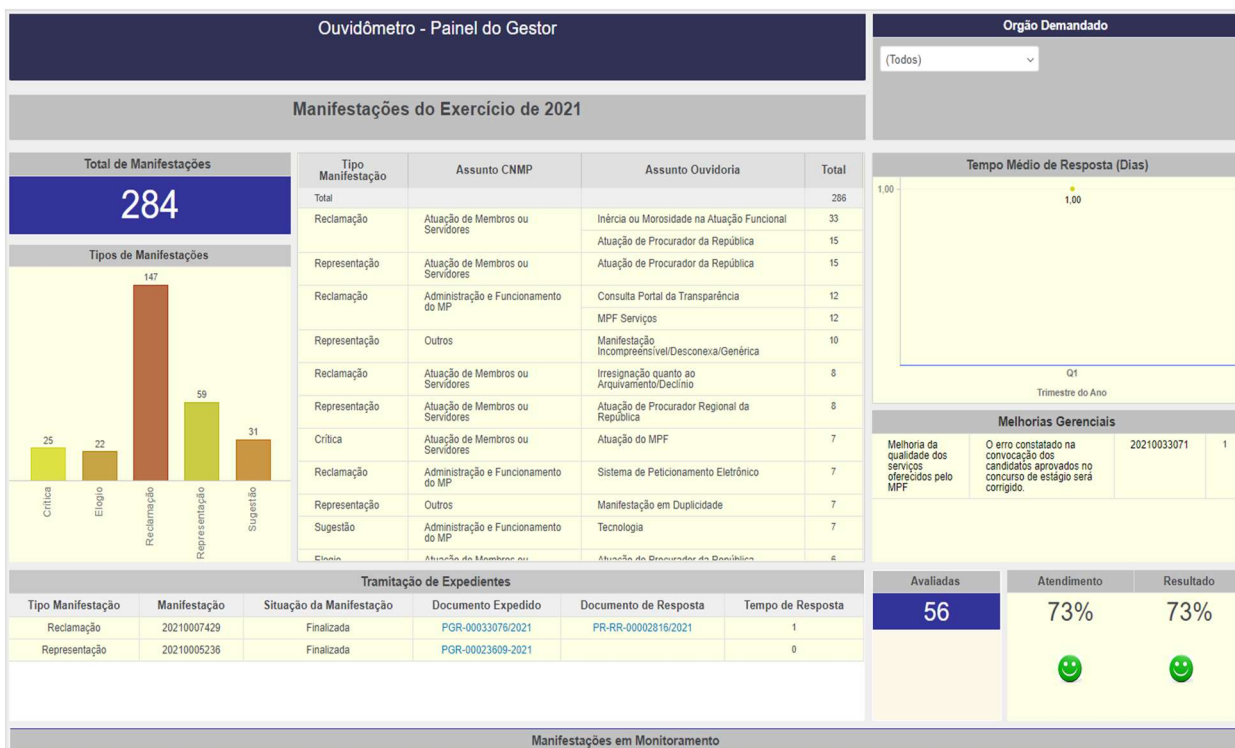 Ouvidômetro - Painel do Gestor
Orgão Demandado
(Todos)
Manifestações do Exercício de 2021
Total de Manifestações
284
Tipos de Manifestações
147
59
31
25
22
Crítica
Elogio
Reclamação
Representação
Sugestão
Tipo Manifestação Assunto CNMP Assunto Ouvidoria Total
Total 286
Reclamação Atuação de Membros ou Servidores Inércia ou Morosidade na Atuação Funcional 33
Atuação de Procurador da República 15
Representação Atuação de Membros ou Servidores Atuação de Procurador da República 15
Reclamação Administração e Funcionamento do MP Consulta Portal da Transparência 12
MPF Serviços 12
Representação Outros Manifestação Incompreensível/Desconexa/Genérica 10
Reclamação Atuação de Membros ou Servidores Irresignação quanto ao Arquivamento/Declínio 8
Representação Atuação de Membros ou Servidores Atuação de Procurador Regional da República 8
Crítica Atuação de Membros ou Servidores Atuação do MPF 7
Reclamação Administração e Funcionamento do MP Sistema de Peticionamento Eletrônico 7
Representação Outros Manifestação em Duplicidade 7
Sugestão Administração e Funcionamento do MP Tecnologia 7
Elogio Atuação de Membros ou Atuação de Procurador da República 6
Tempo Médio de Resposta (Dias)
1,00
1,00
Q1
Trimestre do Ano
Melhorias Gerenciais
Melhoria da qualidade dos serviços oferecidos pelo MPF O erro constatado na convocação dos candidatos aprovados no concurso de estágio será corrigido. 20210033071 1
Tramitação de Expedientes
Tipo Manifestação Manifestação Situação da Manifestação Documento Expedido Documento de Resposta Tempo de Resposta
Reclamação 20210007429 Finalizada PGR-00033076/2021 PR-RR-00002816/2021 1
Representação 20210005236 Finalizada PGR-00023609-2021 0
Avaliadas Atendimento Resultado
56 73% 73%
Manifestações em Monitoramento